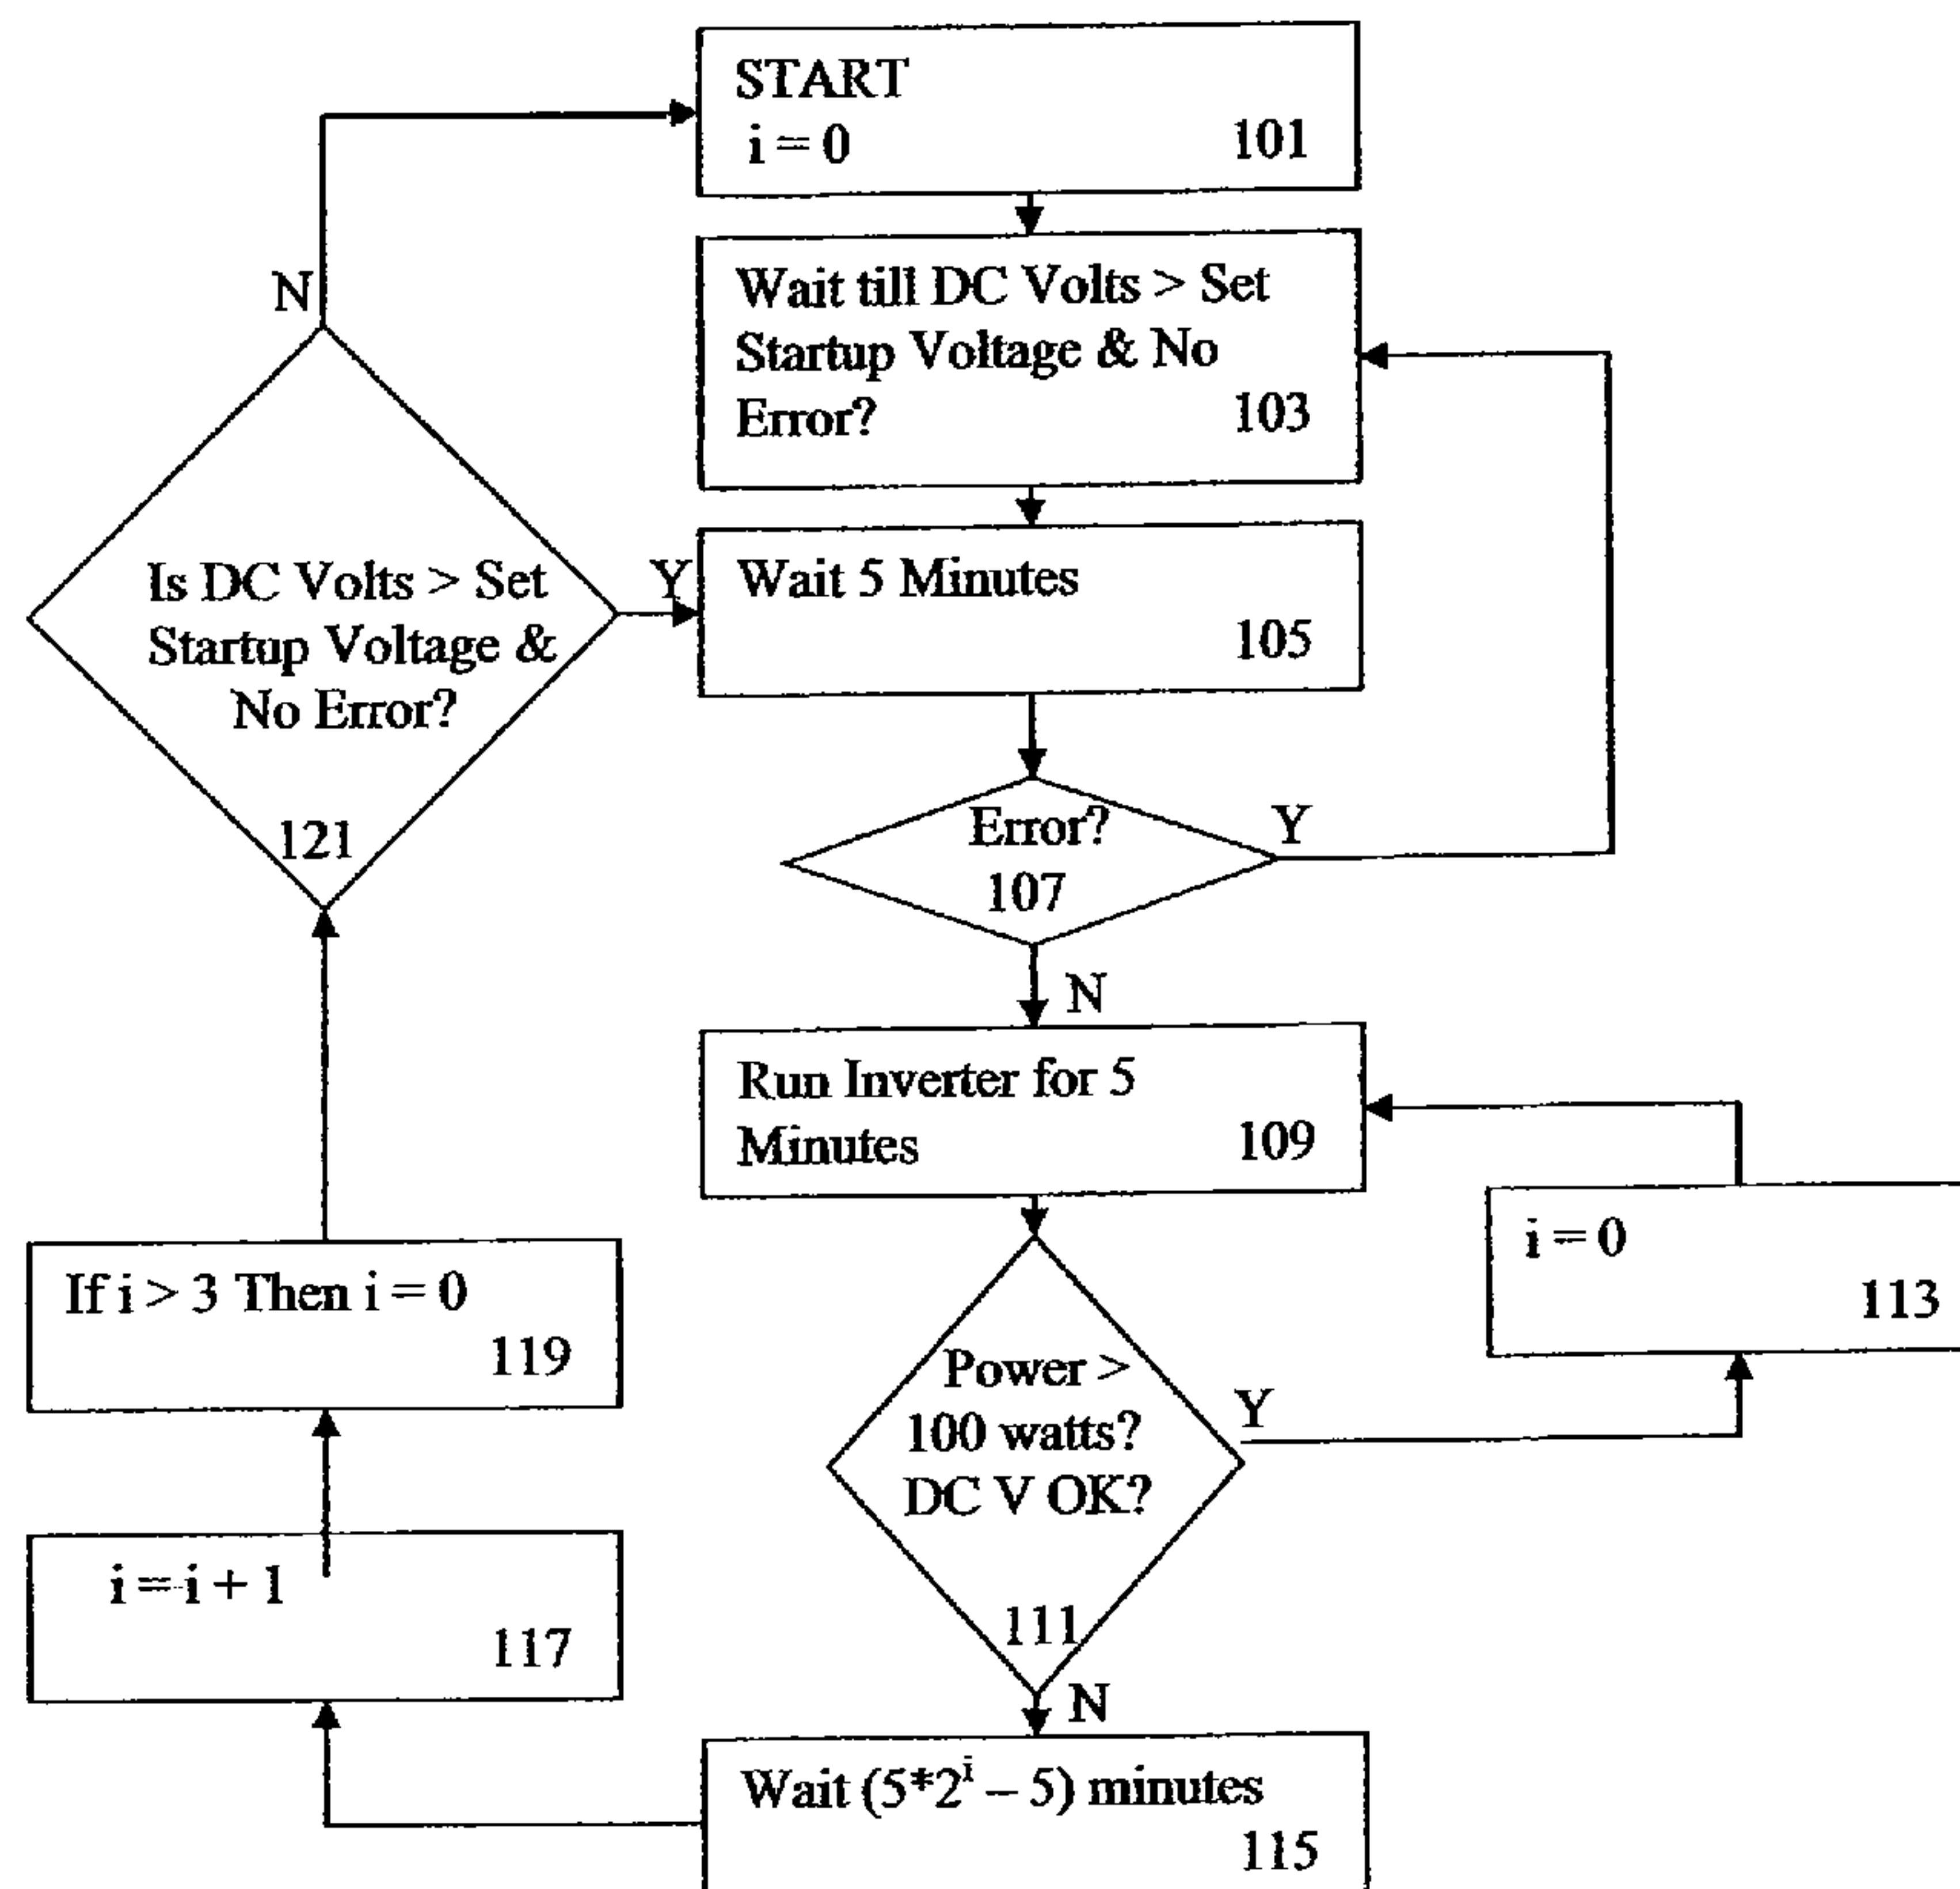 START
i = 0
101
Wait till DC Volts > Set
Startup Voltage & No
Error?
103
N
Is DC Volts > Set
Startup Voltage &
No Error?
121
Y
Wait 5 Minutes
105
Error?
107
Y
N
Run Inverter for 5
Minutes
109
i = 0
113
Power >
100 watts?
DC V OK?
111
Y
N
Wait (5*2^i – 5) minutes
115
i = i + 1
117
If i > 3 Then i = 0
119